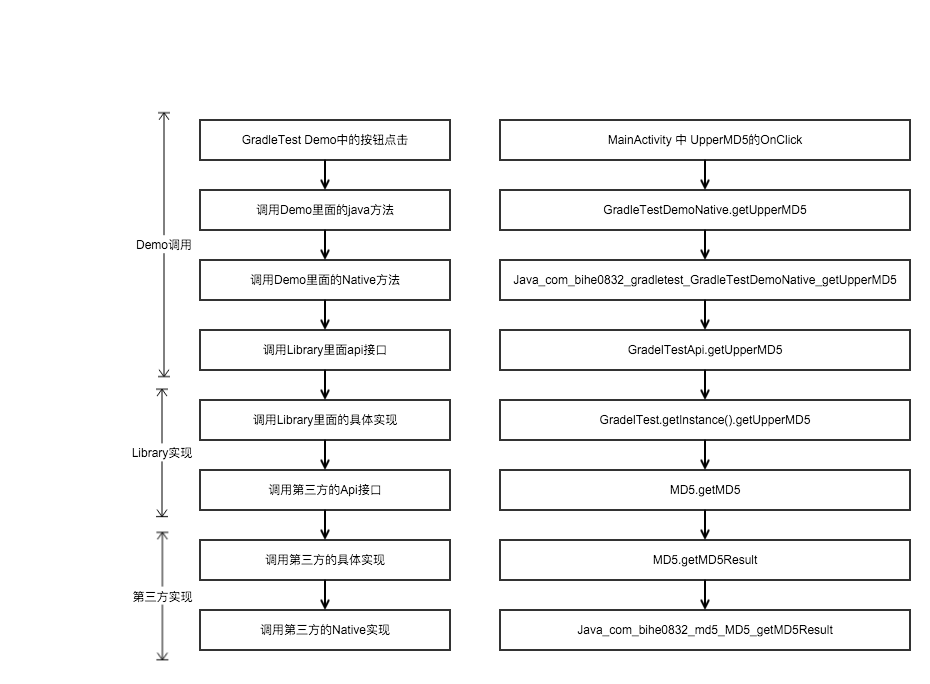 GradleTest Demo中的按钮点击
MainActivity 中 UpperMD5的OnClick
调用Demo里面的java方法
GradleTestDemoNative.getUpperMD5
Demo调用
调用Demo里面的Native方法
Java_com_bihe0832_gradletest_GradleTestDemoNative_getUpperMD5
调用Library里面api接口
GradelTestApi.getUpperMD5
调用Library里面的具体实现
GradelTest.getInstance().getUpperMD5
Library实现
调用第三方的Api接口
MD5.getMD5
调用第三方的具体实现
MD5.getMD5Result
第三方实现
调用第三方的Native实现
Java_com_bihe0832_md5_MD5_getMD5Result